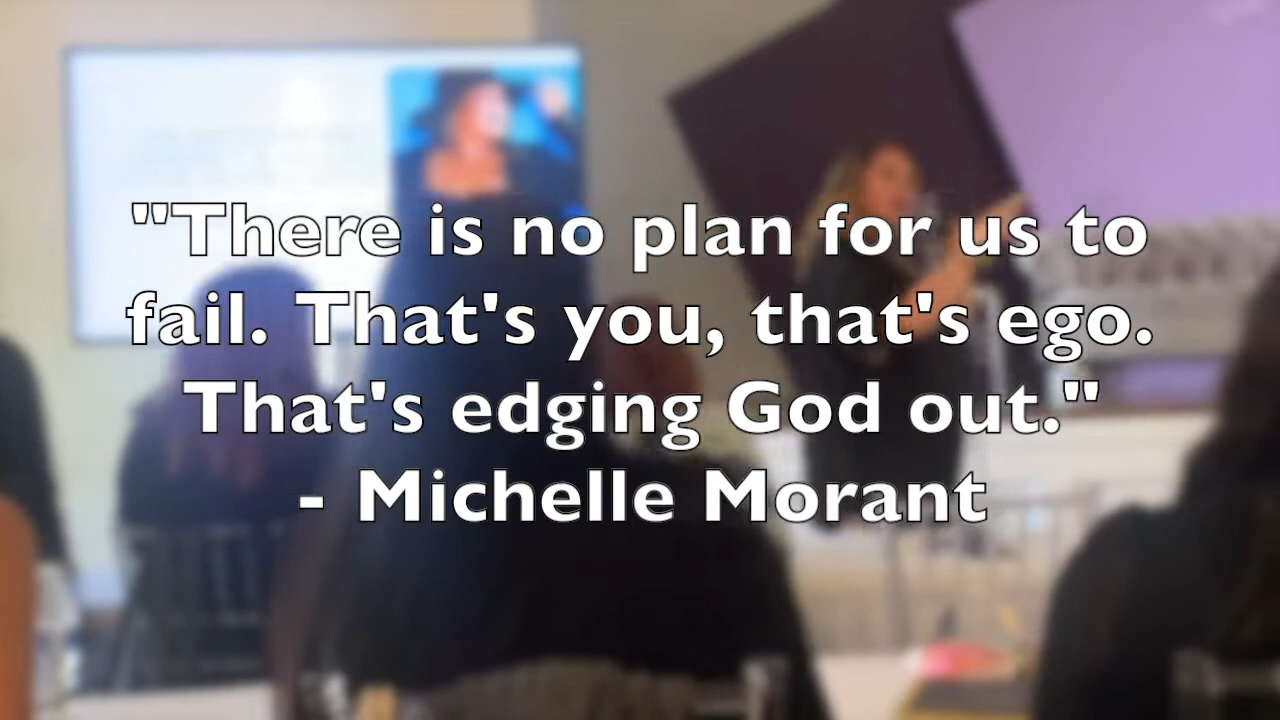 "There is no plan for us to
fail. That's you, that's ego.
That's edging God out."
- Michelle Morant